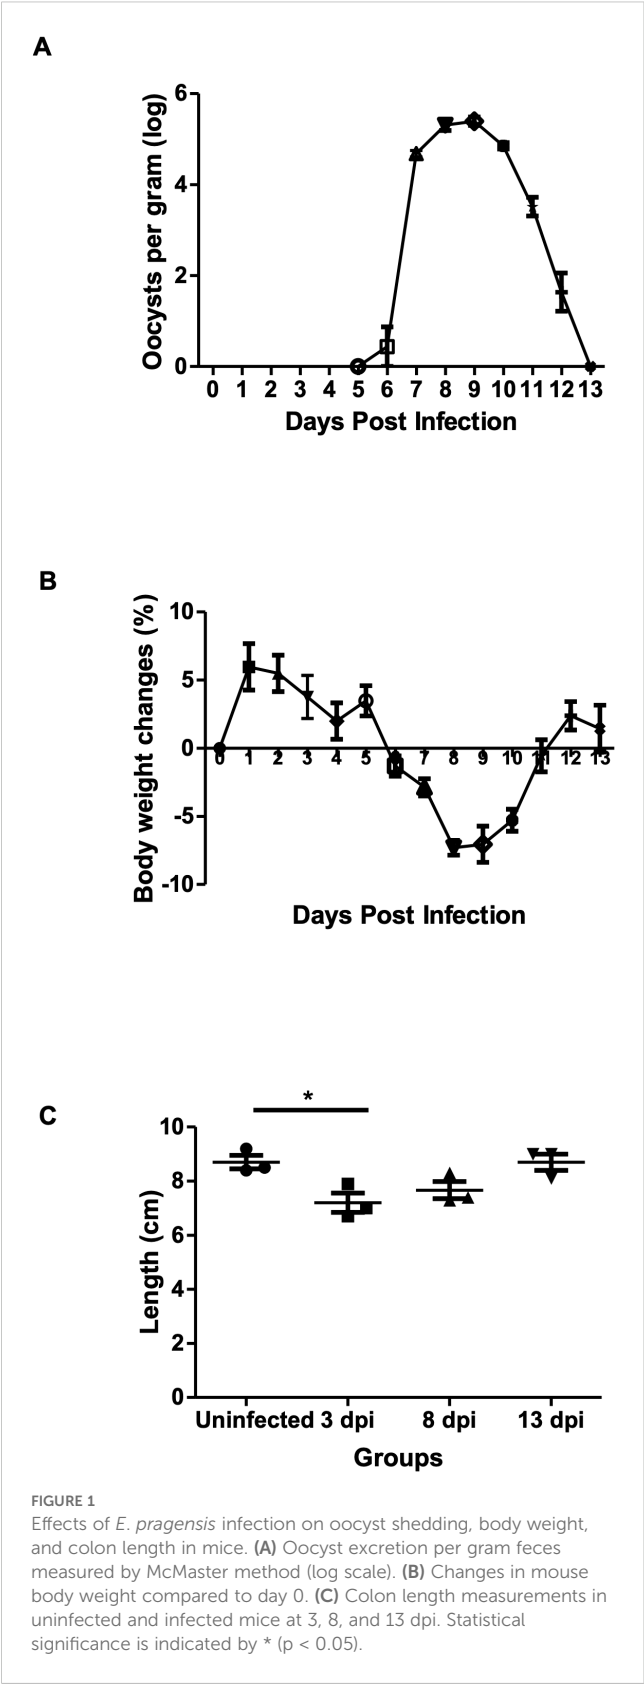 A
Oocysts per gram (log)
6
4
2
0
0 1 2 3 4 5 6 7 8 9 10 11 12 13
Days Post Infection
B
Body weight changes (%)
10
5
0
-5
-10
0 1 2 3 4 5 6 7 8 9 10 11 12 13
Days Post Infection
C
*
Length (cm)
10
8
6
4
2
0
Uninfected 3 dpi 8 dpi 13 dpi
Groups
FIGURE 1
Effects of E. pragensis infection on oocyst shedding, body weight,
and colon length in mice. (A) Oocyst excretion per gram feces
measured by McMaster method (log scale). (B) Changes in mouse
body weight compared to day 0. (C) Colon length measurements in
uninfected and infected mice at 3, 8, and 13 dpi. Statistical
significance is indicated by * (p < 0.05).